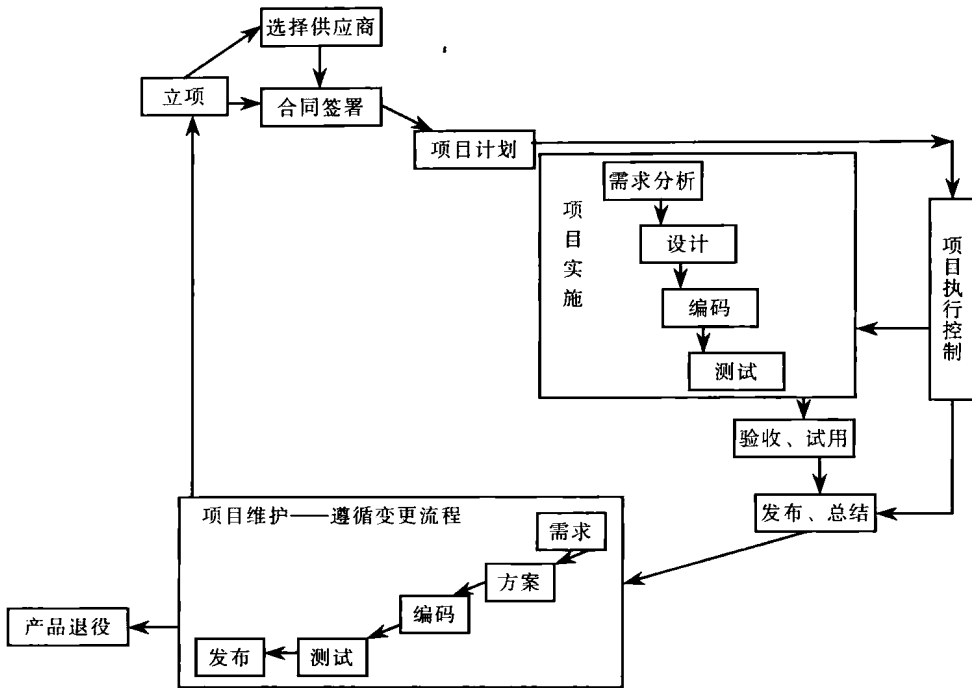 选择供应商
立项
合同签署
项目计划
项目实施
需求分析
设计
编码
测试
项目执行控制
验收、试用
发布、总结
项目维护——遵循变更流程
需求
方案
编码
测试
发布
产品退役